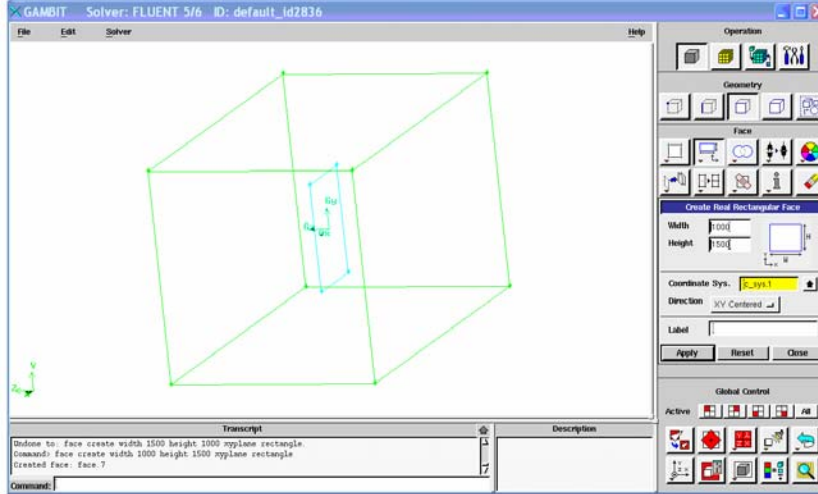 GAMBIT Solver: FLUENT 5/6 ID: default_id2836
File Edit Solver Help
Operation
Geometry
Face
Create Real Rectangular Face
Width 1000
Height 1500
H
Y
x W
Coordinate Sys. c_sys.1
Direction XY Centered
Label
Apply Reset Close
Gy
Y
Global Control
Active All
Transcript
Description
Undone to: face create width 1500 height 1000 xyplane rectangle.
Command> face create width 1000 height 1500 xyplane rectangle
Created face: face.7
Command: